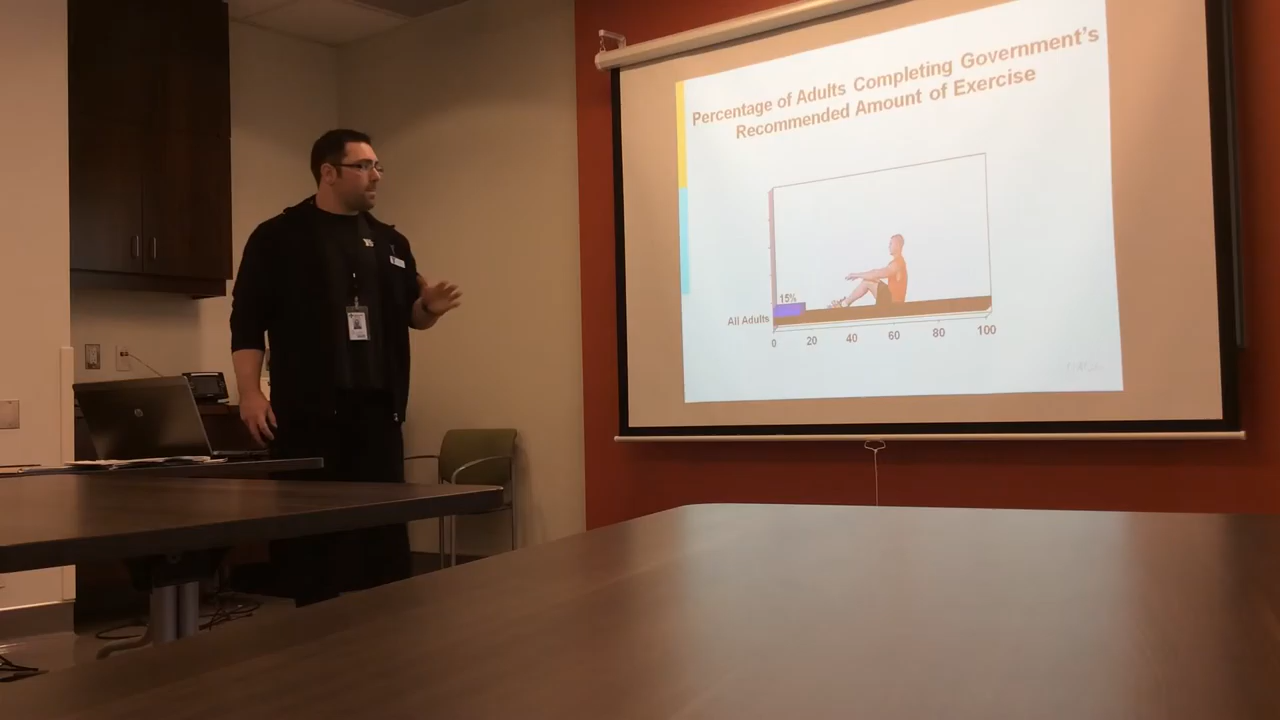 Percentage of Adults Completing Government's
Recommended Amount of Exercise
15%
All Adults
0 20 40 60 80 100